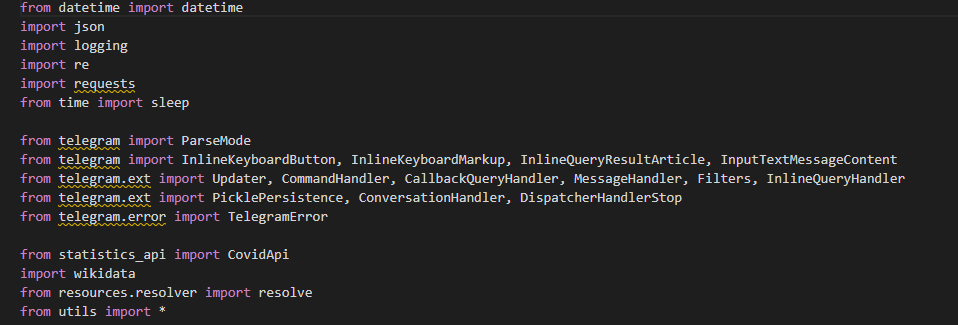 from datetime import datetime
import json
import logging
import re
import requests
from time import sleep
from telegram import ParseMode
from telegram import InlineKeyboardButton, InlineKeyboardMarkup, InlineQueryResultArticle, InputTextMessageContent
from telegram.ext import Updater, CommandHandler, CallbackQueryHandler, MessageHandler, Filters, InlineQueryHandler
from telegram.ext import PicklePersistence, ConversationHandler, DispatcherHandlerStop
from telegram.error import TelegramError
from statistics_api import CovidApi
import wikidata
from resources.resolver import resolve
from utils import *